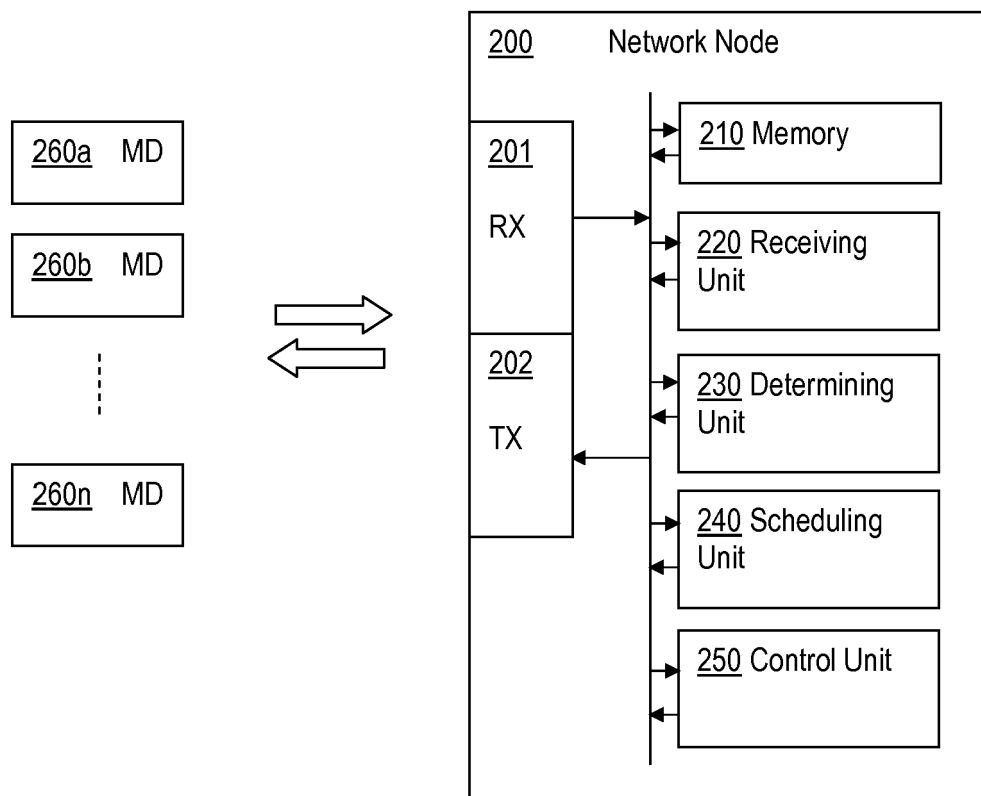 200 Network Node
260a MD
260b MD
260n MD
201
RX
202
TX
210 Memory
220 Receiving
Unit
230 Determining
Unit
240 Scheduling
Unit
250 Control Unit